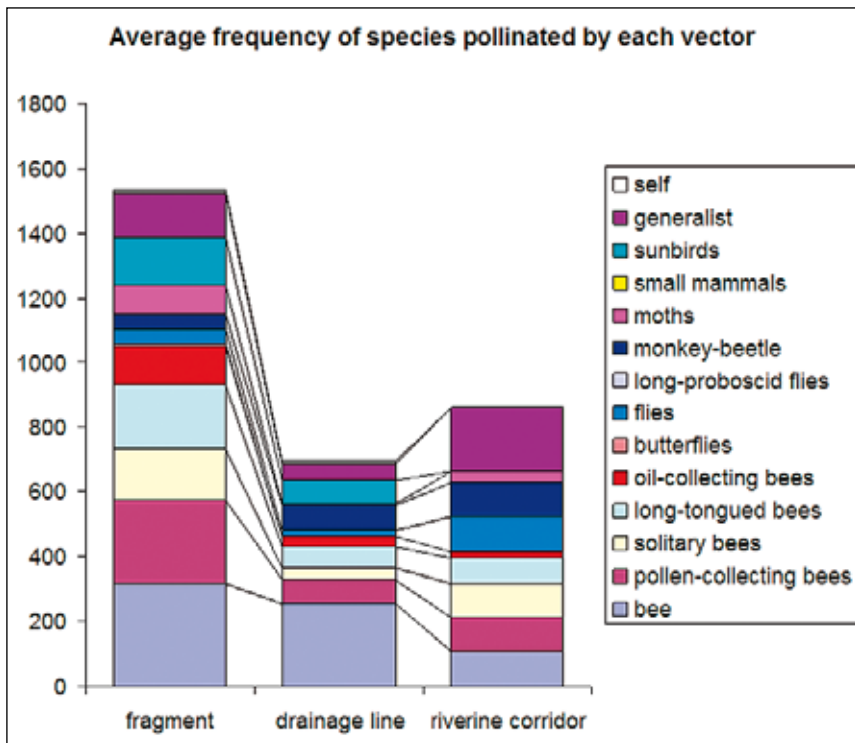 Average frequency of species pollinated by each vector
1800
1600
1400
1200
1000
800
600
400
200
0
fragment
drainage line
riverine corridor
self
generalist
sunbirds
small mammals
moths
monkey-beetle
long-proboscid flies
flies
butterflies
oil-collecting bees
long-tongued bees
solitary bees
pollen-collecting bees
bee